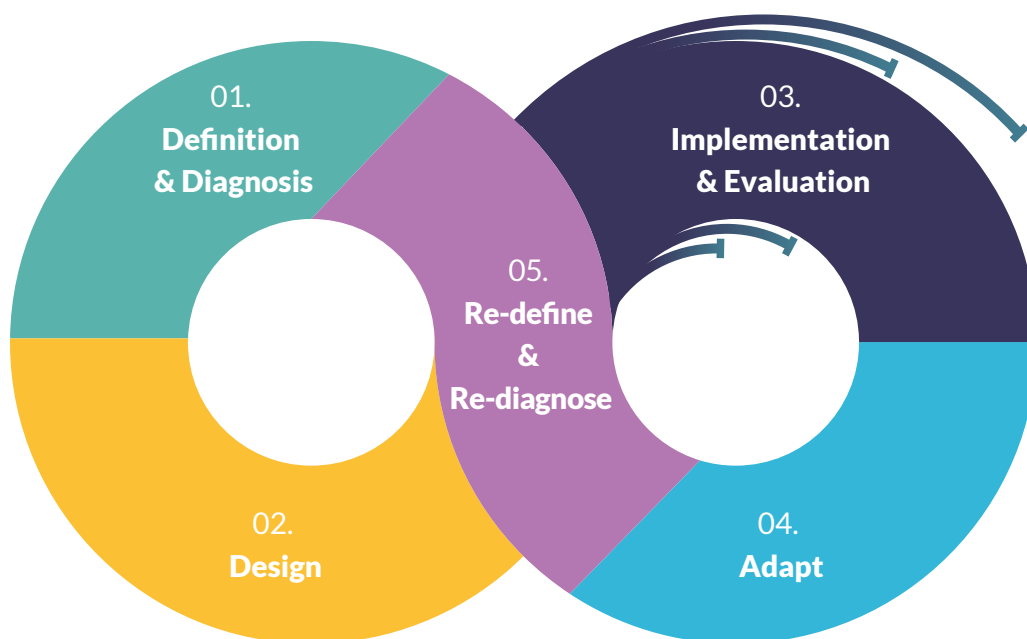 01.
Definition
& Diagnosis
02.
Design
03.
Implementation
& Evaluation
04.
Adapt
05.
Re-define
&
Re-diagnose